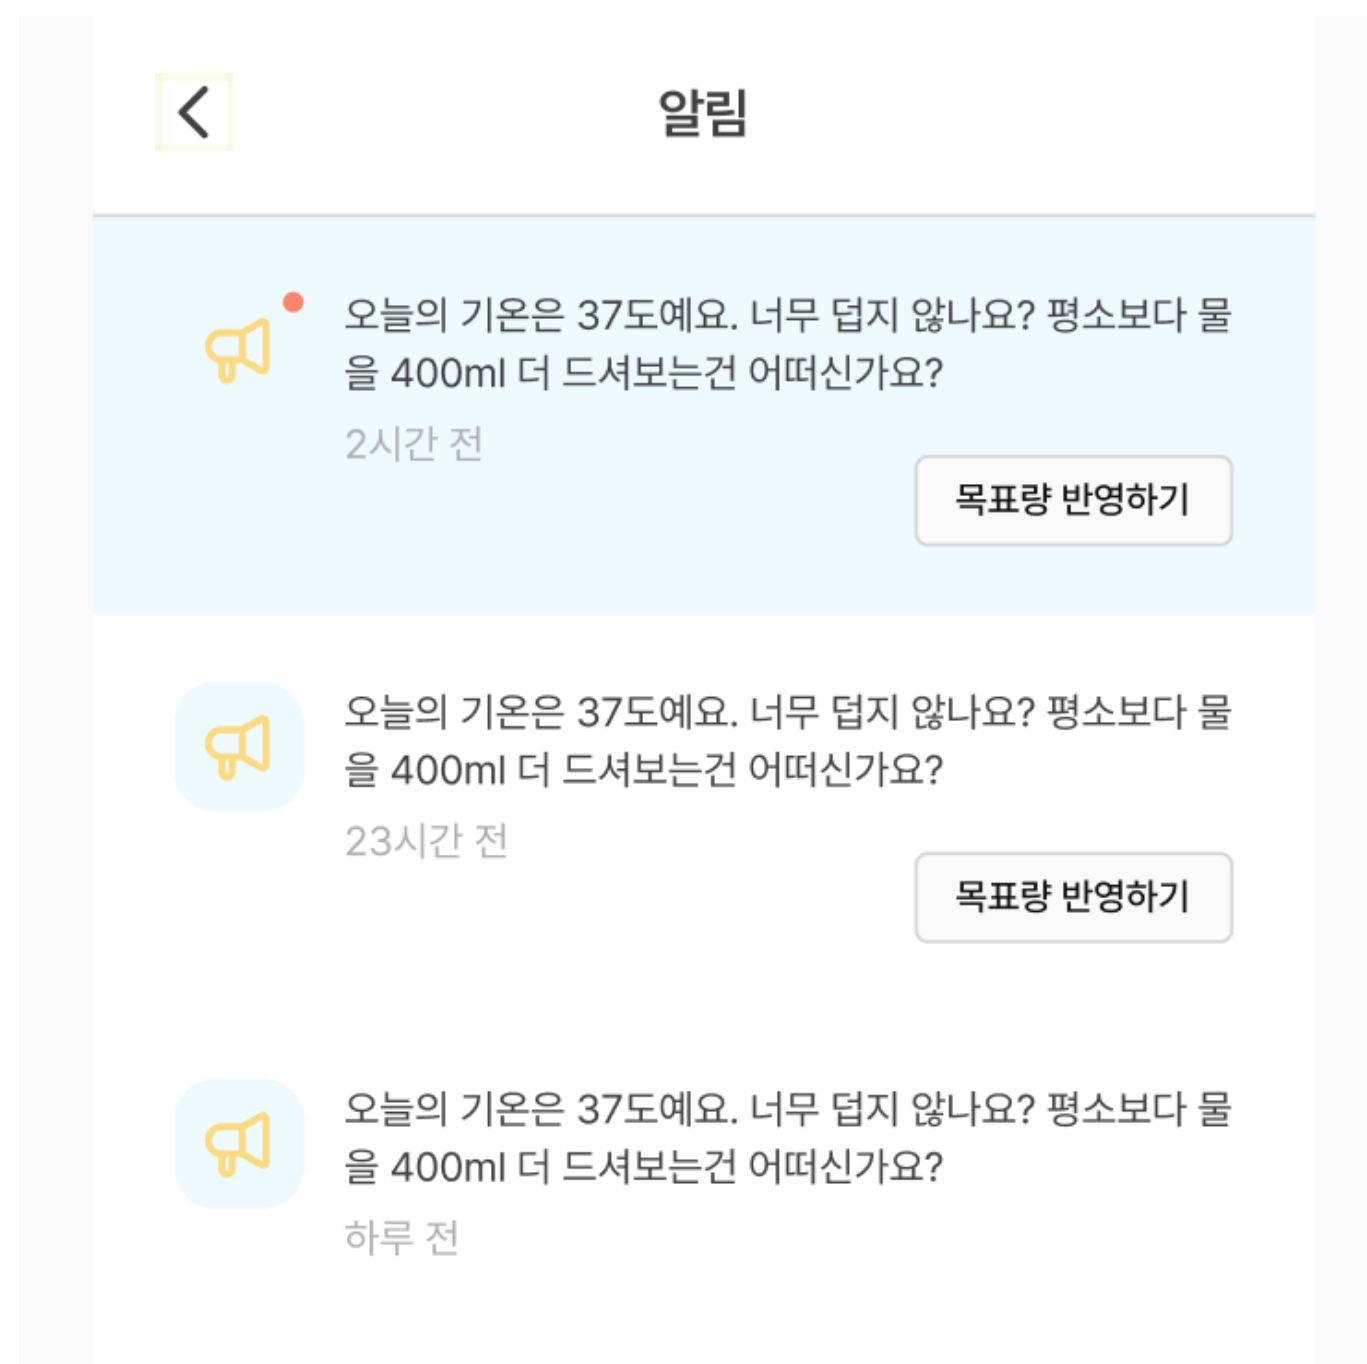 알림
오늘의 기온은 37도예요. 너무 덥지 않나요? 평소보다 물
을 400ml 더 드셔보는건 어떠신가요?
2시간 전
목표량 반영하기
오늘의 기온은 37도예요. 너무 덥지 않나요? 평소보다 물
을 400ml 더 드셔보는건 어떠신가요?
23시간 전
목표량 반영하기
오늘의 기온은 37도예요. 너무 덥지 않나요? 평소보다 물
을 400ml 더 드셔보는건 어떠신가요?
하루 전